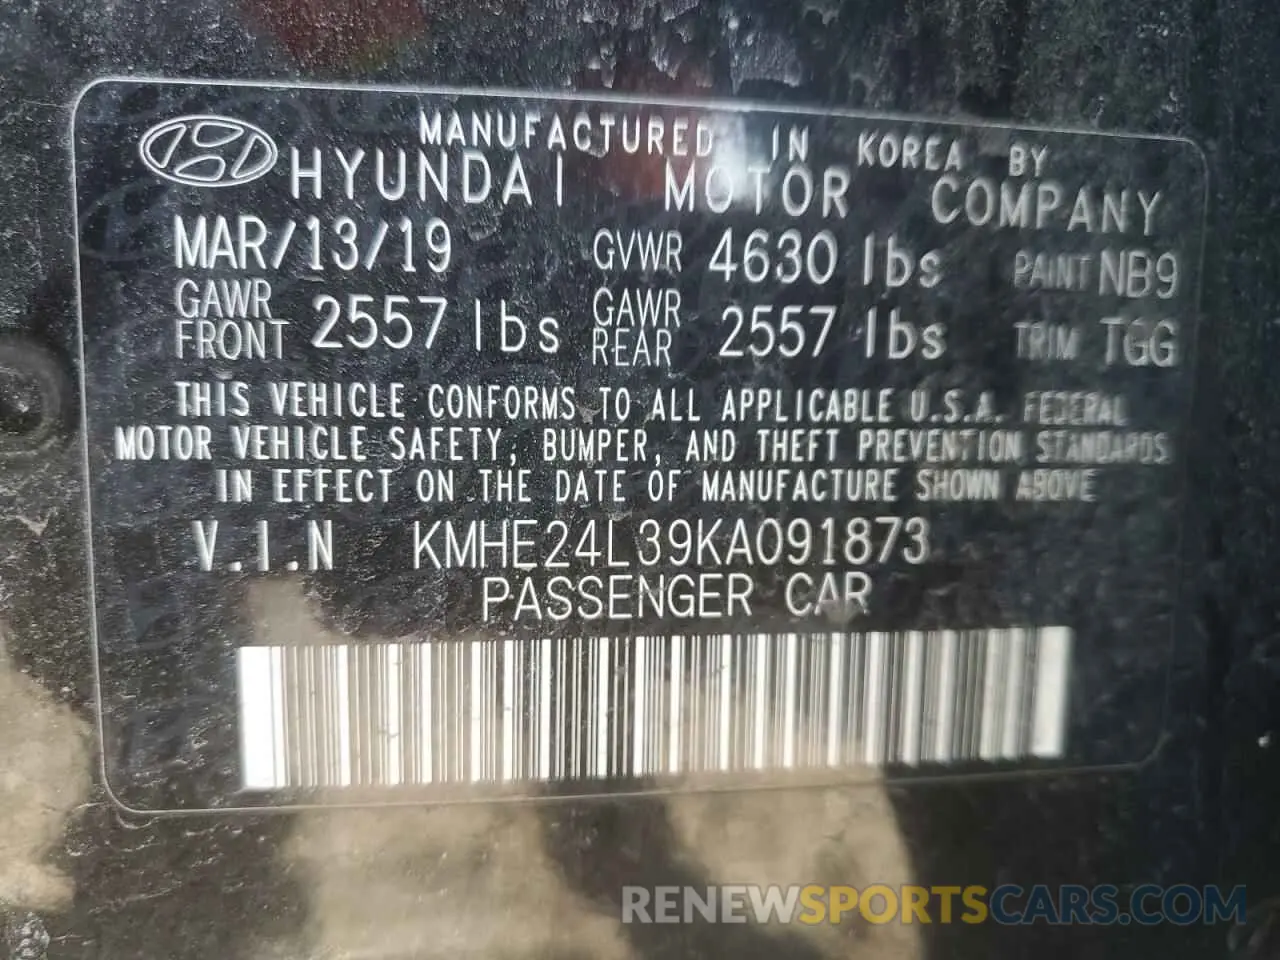 MANUFACTURED IN KOREA BY
HYUNDAI MOTOR COMPANY
MAR/13/19 GVWR 4630 lbs PAINT NB9
GAWR FRONT 2557 lbs GAWR REAR 2557 lbs TRIM TGG
THIS VEHICLE CONFORMS TO ALL APPLICABLE U.S.A. FEDERAL
MOTOR VEHICLE SAFETY, BUMPER, AND THEFT PREVENTION STANDARDS
IN EFFECT ON THE DATE OF MANUFACTURE SHOWN ABOVE
V.I.N KMHE24L39KA091873
PASSENGER CAR
RENEWSPORTSCARS.COM